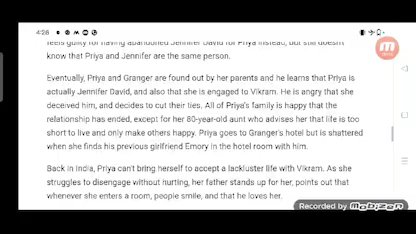 4:26
feels guilty for having abandoned Jennifer David for Priya instead, but still doesn't
know that Priya and Jennifer are the same person.
Eventually, Priya and Granger are found out by her parents and he learns that Priya is
actually Jennifer David, and also that she is engaged to Vikram. He is angry that she
deceived him, and decides to cut their ties. All of Priya's family is happy that the
relationship has ended, except for her 80-year-old aunt who advises her that life is too
short to live and only make others happy. Priya goes to Granger's hotel but is shattered
when she finds his previous girlfriend Emory in the hotel room with him.
Back in India, Priya can't bring herself to accept a lackluster life with Vikram. As she
struggles to disengage without hurting, her father stands up for her, points out that
whenever she enters a room, people smile, and that he loves her.
Recorded by Mobizen